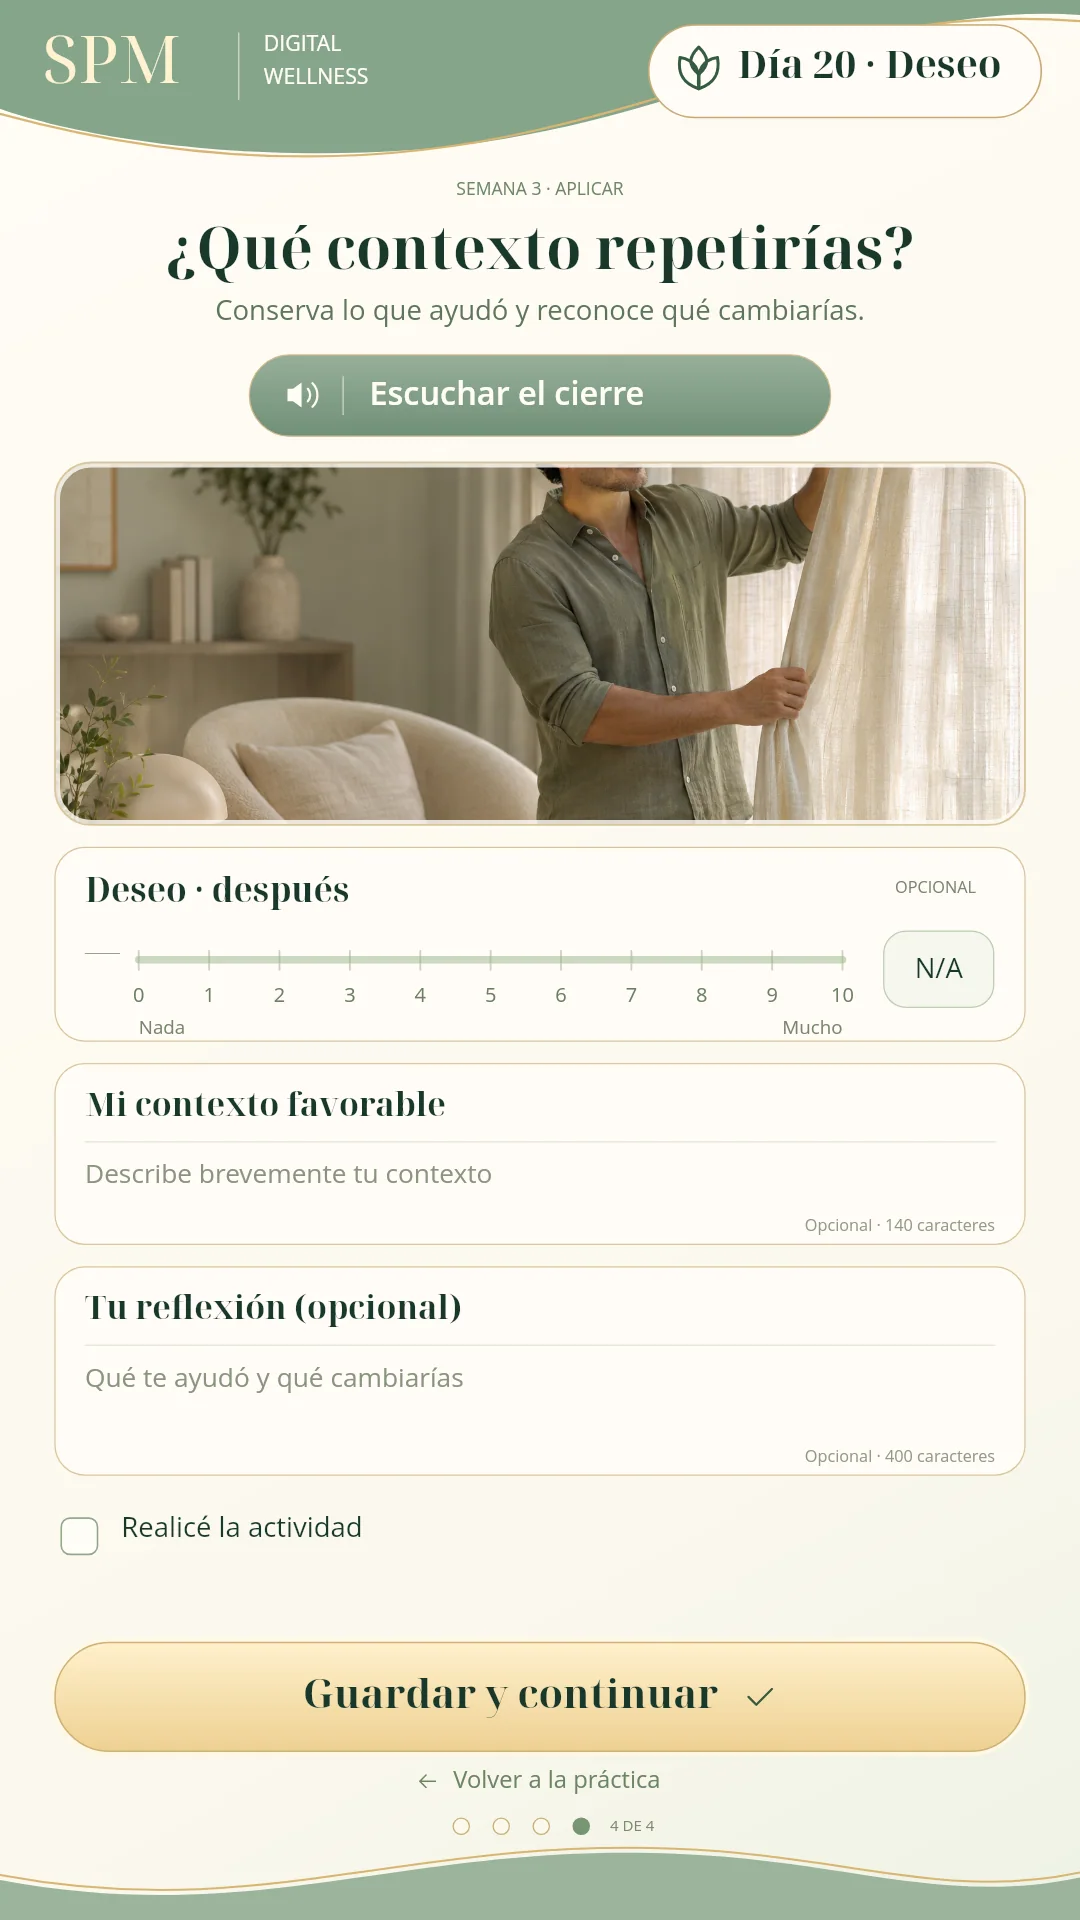 SPM
DIGITAL
WELLNESS
Día 20 · Deseo
SEMANA 3 · APLICAR
¿Qué contexto repetirías?
Conserva lo que ayudó y reconoce qué cambiarías.
Escuchar el cierre
Deseo · después
OPCIONAL
0 1 2 3 4 5 6 7 8 9 10
N/A
Nada Mucho
Mi contexto favorable
Describe brevemente tu contexto
Opcional · 140 caracteres
Tu reflexión (opcional)
Qué te ayudó y qué cambiarías
Opcional · 400 caracteres
Realicé la actividad
Guardar y continuar
Volver a la práctica
4 DE 4